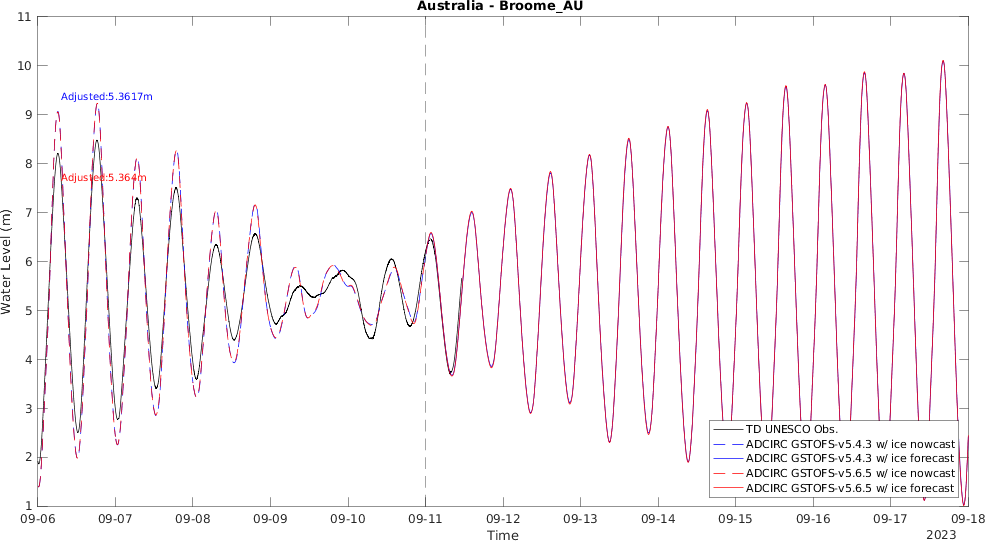 Australia - Broome_AU
11
10
9
8
7
6
5
4
3
2
1
Water Level (m)
Adjusted:5.3617m
Adjusted:5.364m
TD UNESCO Obs.
ADCIRC GSTOFS-v5.4.3 w/ ice nowcast
ADCIRC GSTOFS-v5.4.3 w/ ice forecast
ADCIRC GSTOFS-v5.6.5 w/ ice nowcast
ADCIRC GSTOFS-v5.6.5 w/ ice forecast
09-06 09-07 09-08 09-09 09-10 09-11 09-12 09-13 09-14 09-15 09-16 09-17 09-18
Time
2023